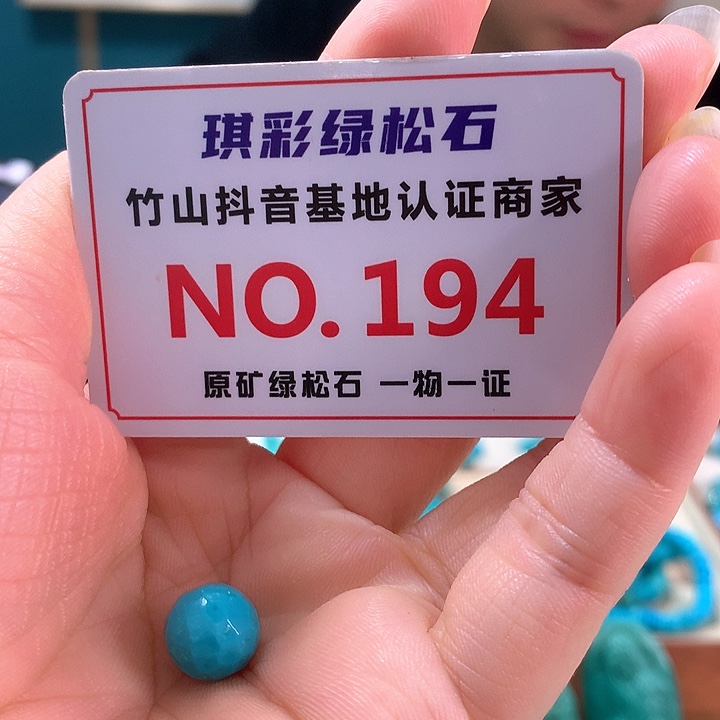 琪彩绿松石
竹山抖音基地认证商家
NO.194
原矿绿松石 一物一证